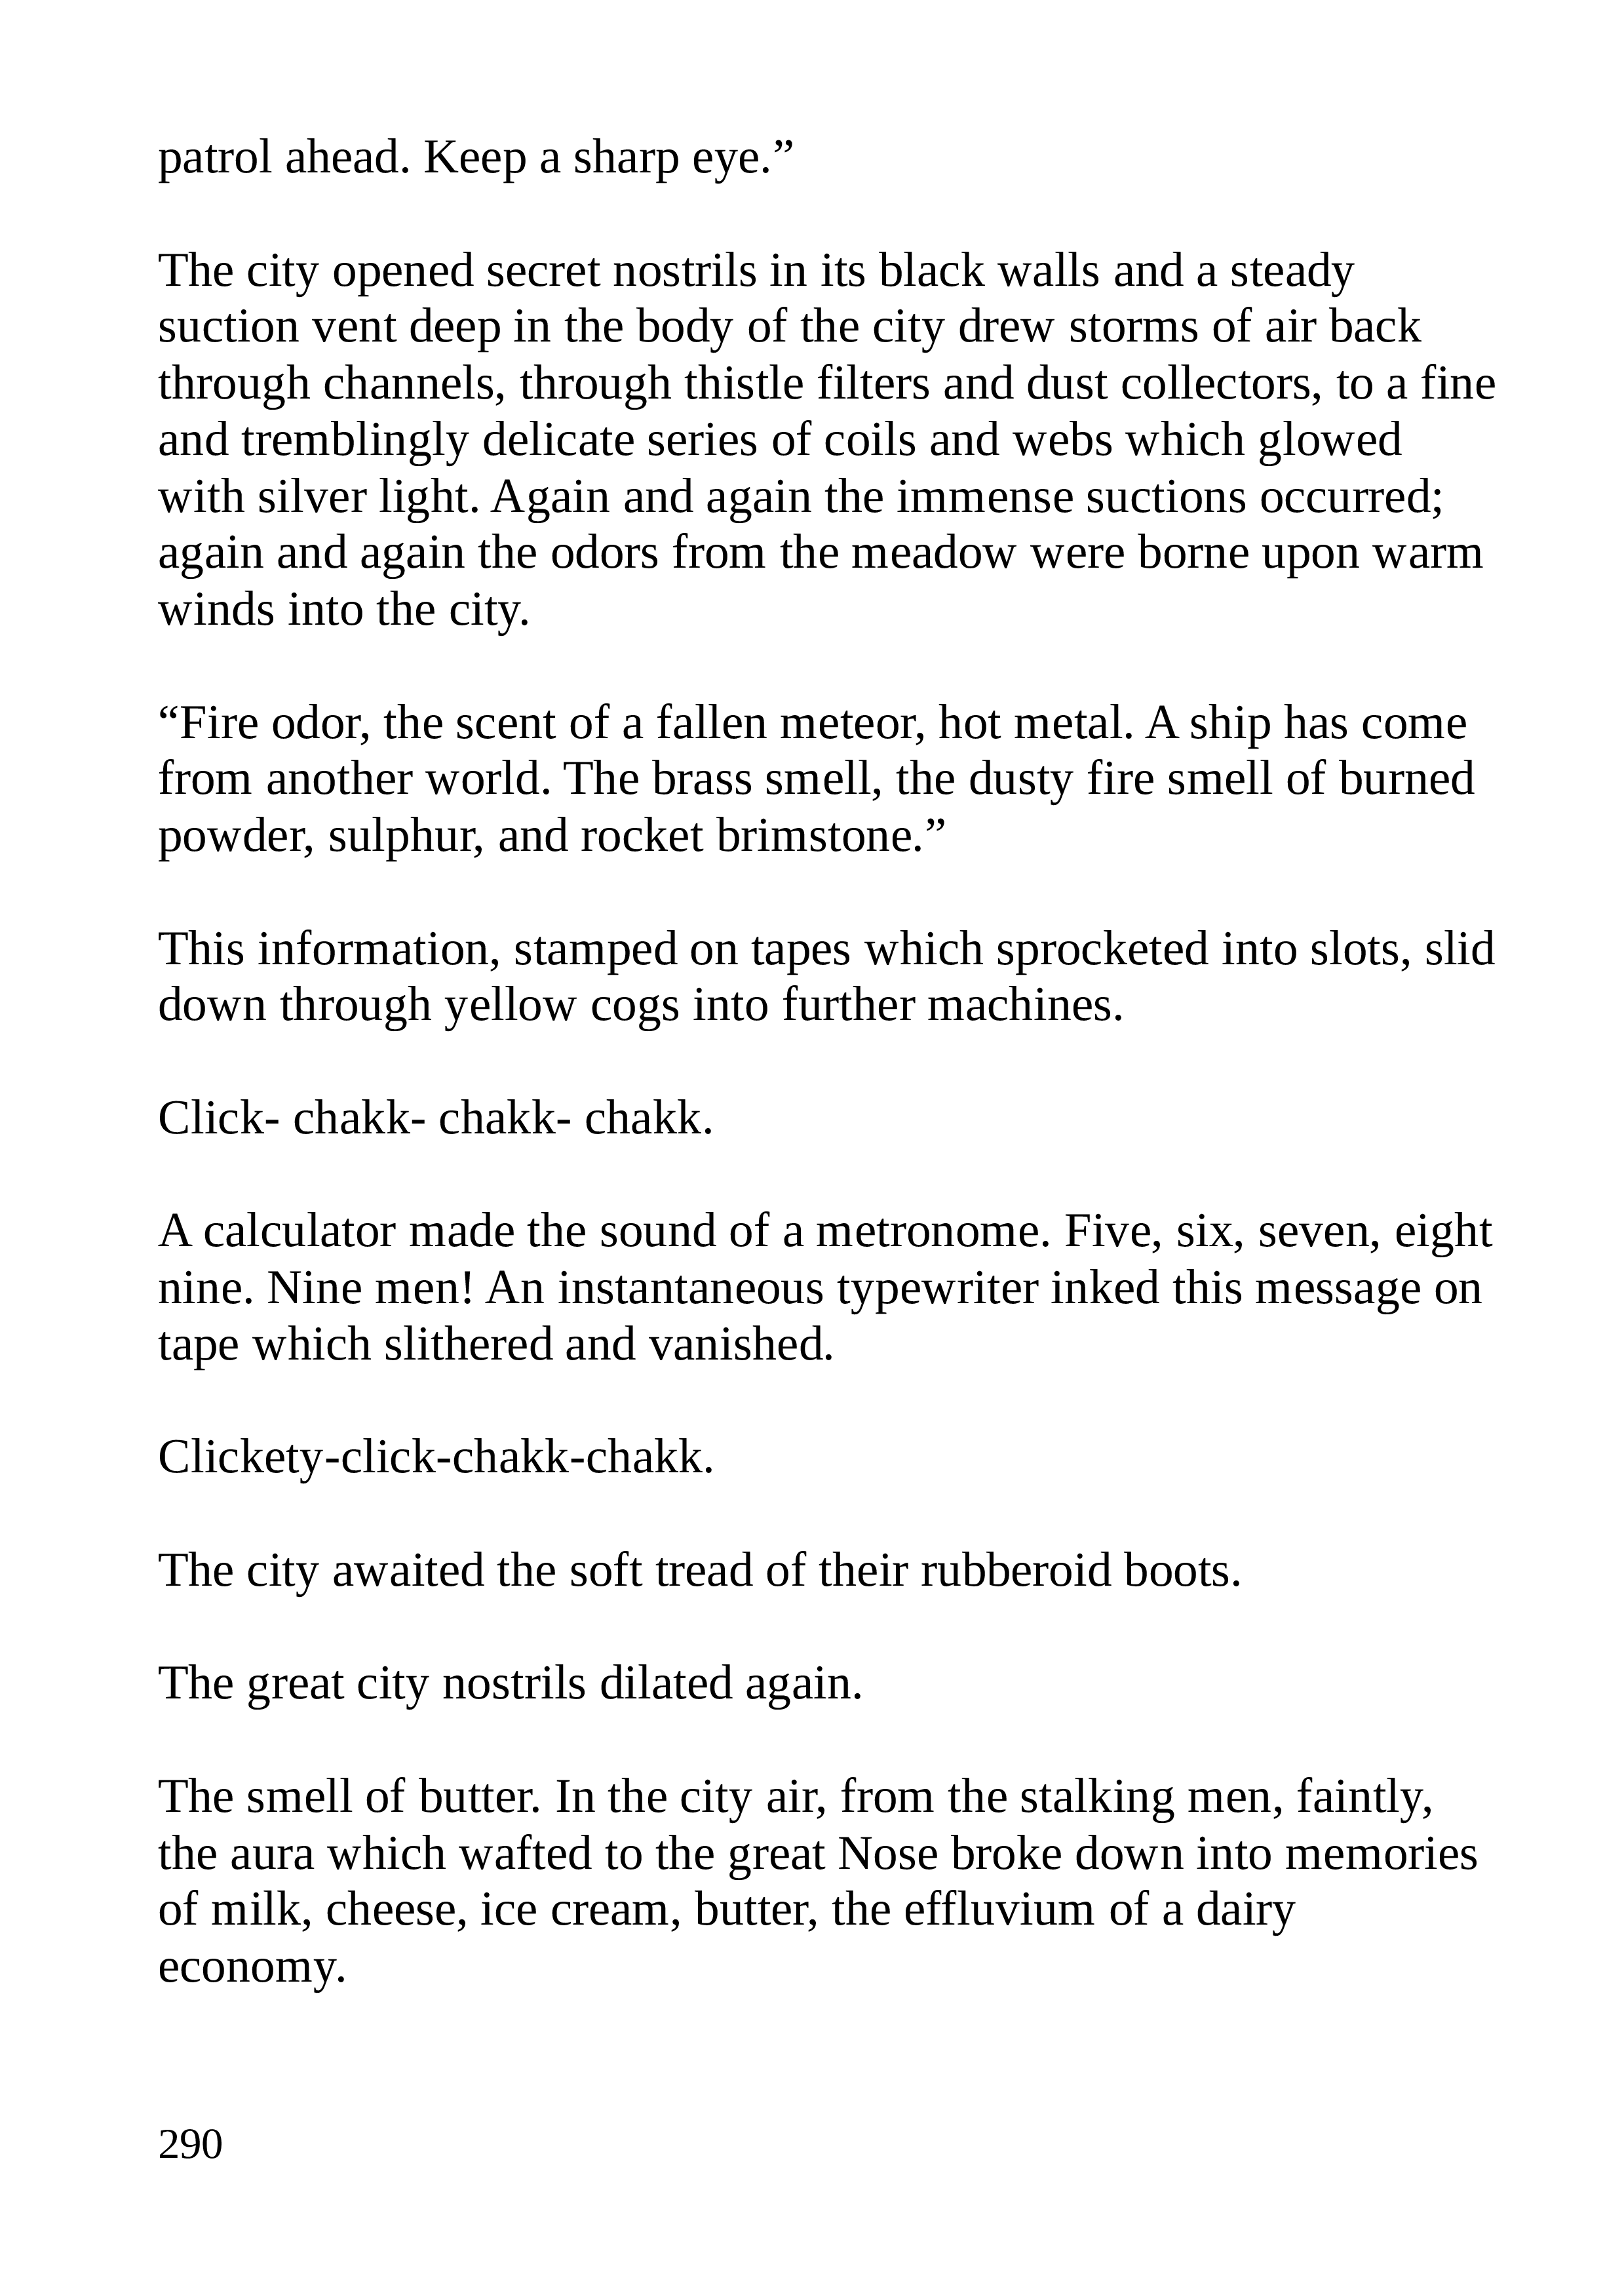 patrol ahead. Keep a sharp eye.”
The city opened secret nostrils in its black walls and a steady
suction vent deep in the body of the city drew storms of air back
through channels, through thistle filters and dust collectors, to a fine
and tremblingly delicate series of coils and webs which glowed
with silver light. Again and again the immense suctions occurred;
again and again the odors from the meadow were borne upon warm
winds into the city.
“Fire odor, the scent of a fallen meteor, hot metal. A ship has come
from another world. The brass smell, the dusty fire smell of burned
powder, sulphur, and rocket brimstone.”
This information, stamped on tapes which sprocketed into slots, slid
down through yellow cogs into further machines.
Click- chakk- chakk- chakk.
A calculator made the sound of a metronome. Five, six, seven, eight
nine. Nine men! An instantaneous typewriter inked this message on
tape which slithered and vanished.
Clickety-click-chakk-chakk.
The city awaited the soft tread of their rubberoid boots.
The great city nostrils dilated again.
The smell of butter. In the city air, from the stalking men, faintly,
the aura which wafted to the great Nose broke down into memories
of milk, cheese, ice cream, butter, the effluvium of a dairy
economy.
290